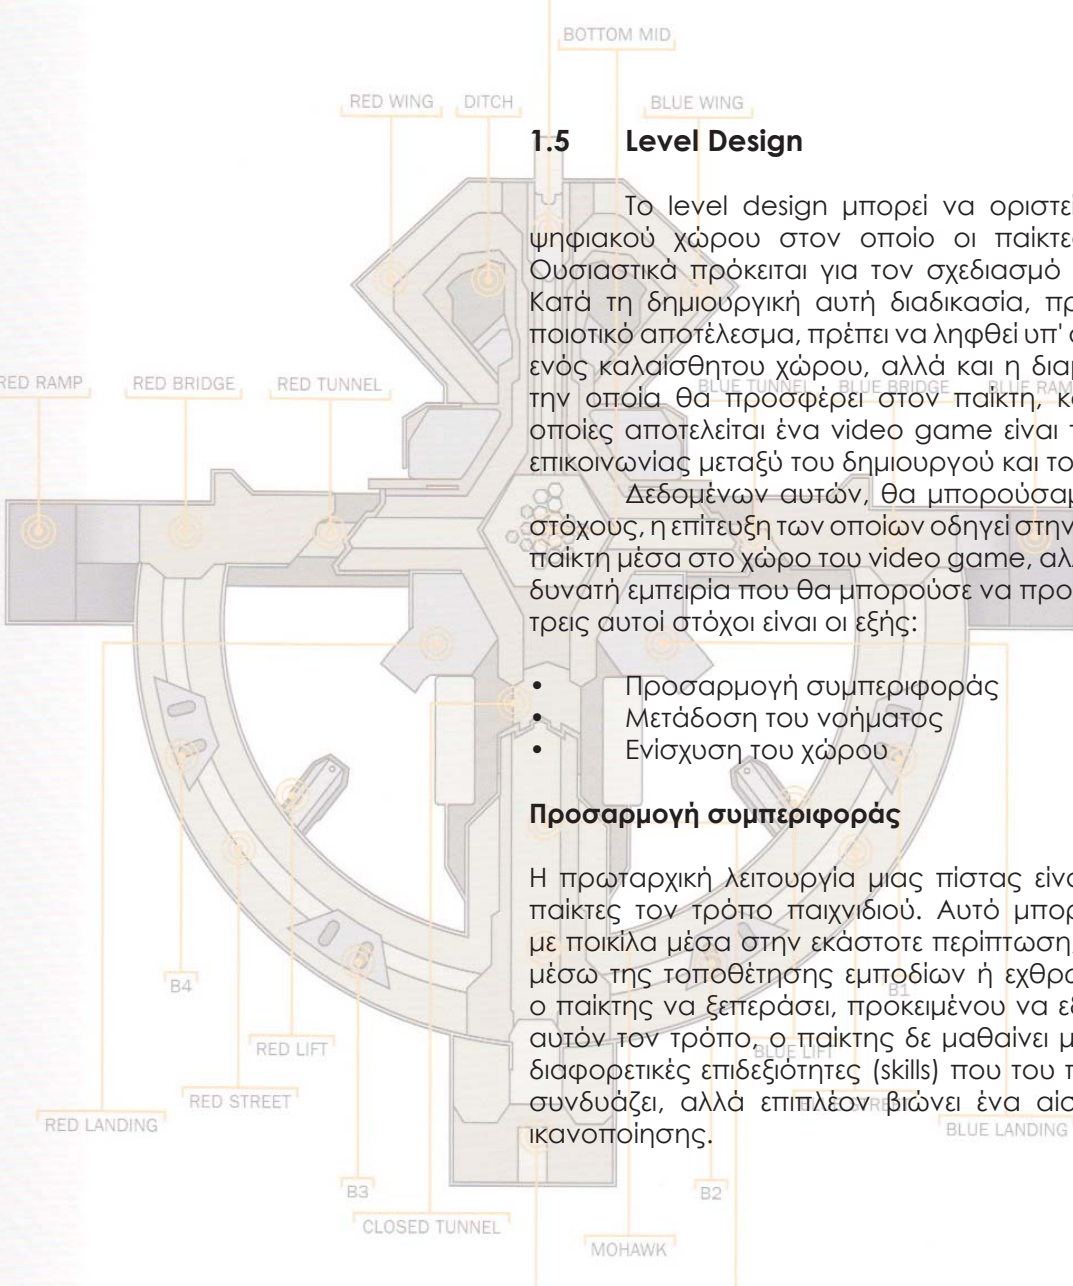 BOTTOM MID
RED WING DITCH BLUE WING
1.5 Level Design
Το level design μπορεί να οριστεί
ψηφιακού χώρου στον οποίο οι παίκτε
Ουσιαστικά πρόκειται για τον σχεδιασμό
Κατά τη δημιουργική αυτή διαδικασία, πρ
ποιοτικό αποτέλεσμα, πρέπει να ληφθεί υπ'
ενός καλαίσθητου χώρου, αλλά και η δια
RED RAMP RED BRIDGE RED TUNNEL BLUE TUNNEL BLUE BRIDGE BLUE RAM
την οποία θα προσφέρει στον παίκτη, κ
οποίες αποτελείται ένα video game είναι τ
επικοινωνίας μεταξύ του δημιουργού και το
Δεδομένων αυτών, θα μπορούσαμ
στόχους, η επίτευξη των οποίων οδηγεί στην
παίκτη μέσα στο χώρο του video game, αλ
δυνατή εμπειρία που θα μπορούσε να προ
τρεις αυτοί στόχοι είναι οι εξής:
• Προσαρμογή συμπεριφοράς
• Μετάδοση του νοήματος
• Ενίσχυση του χώρου
Προσαρμογή συμπεριφοράς
Η πρωταρχική λειτουργία μιας πίστας είνα
παίκτες τον τρόπο παιχνιδιού. Αυτό μπορ
με ποικίλα μέσα στην εκάστοτε περίπτωση,
μέσω της τοποθέτησης εμποδίων ή εχθρώ
B4 B1
ο παίκτης να ξεπεράσει, προκειμένου να εξ
αυτόν τον τρόπο, ο παίκτης δε μαθαίνει μ
RED LIFT BLUE LIFT
διαφορετικές επιδεξιότητες (skills) που του π
RED STREET BLUE STREET
συνδυάζει, αλλά επιπλέον βιώνει ένα αίσ
RED LANDING BLUE LANDING
ικανοποίησης.
B3 B2
CLOSED TUNNEL
MOHAWK